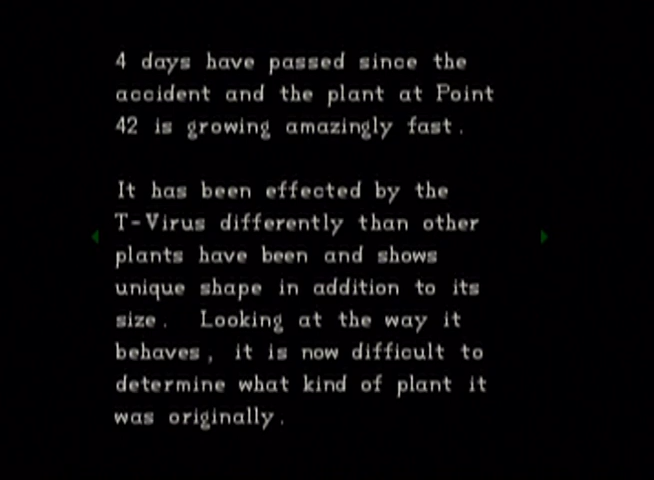 4 days have passed since the
accident and the plant at Point
42 is growing amazingly fast.
It has been effected by the
T-Virus differently than other
plants have been and shows
unique shape in addition to its
size. Looking at the way it
behaves, it is now difficult to
determine what kind of plant it
was originally.